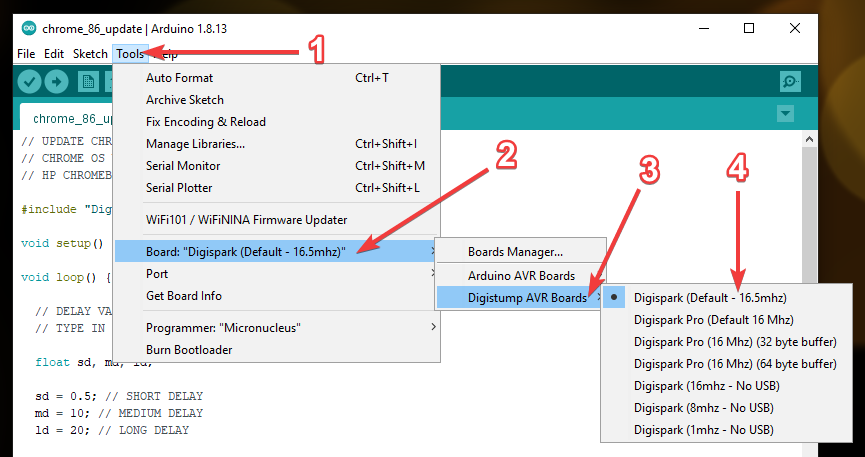 chrome_86_update | Arduino 1.8.13
1
File Edit Sketch Tools Help
chrome_86_up
Auto Format Ctrl+T
Archive Sketch
Fix Encoding & Reload
Manage Libraries... Ctrl+Shift+I
Serial Monitor Ctrl+Shift+M
Serial Plotter Ctrl+Shift+L
WiFi101 / WiFiNINA Firmware Updater
Board: "Digispark (Default - 16.5mhz)"
Port
Get Board Info
Programmer: "Micronucleus"
Burn Bootloader
2
3
4
Boards Manager...
Arduino AVR Boards
Digistump AVR Boards
Digispark (Default - 16.5mhz)
Digispark Pro (Default 16 Mhz)
Digispark Pro (16 Mhz) (32 byte buffer)
Digispark Pro (16 Mhz) (64 byte buffer)
Digispark (16mhz - No USB)
Digispark (8mhz - No USB)
Digispark (1mhz - No USB)
// UPDATE CHR
// CHROME OS
// HP CHROMEB
#include "Dig
void setup()
void loop() {
// DELAY VA
// TYPE IN
float sd, md, ld;
sd = 0.5; // SHORT DELAY
md = 10; // MEDIUM DELAY
ld = 20; // LONG DELAY